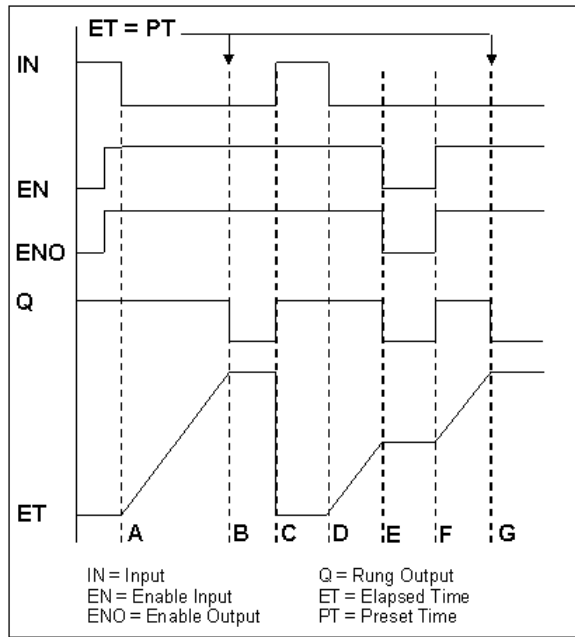 ET = PT
IN
EN
ENO
Q
ET
A B C D E F G
IN = Input
EN = Enable Input
ENO = Enable Output
Q = Rung Output
ET = Elapsed Time
PT = Preset Time